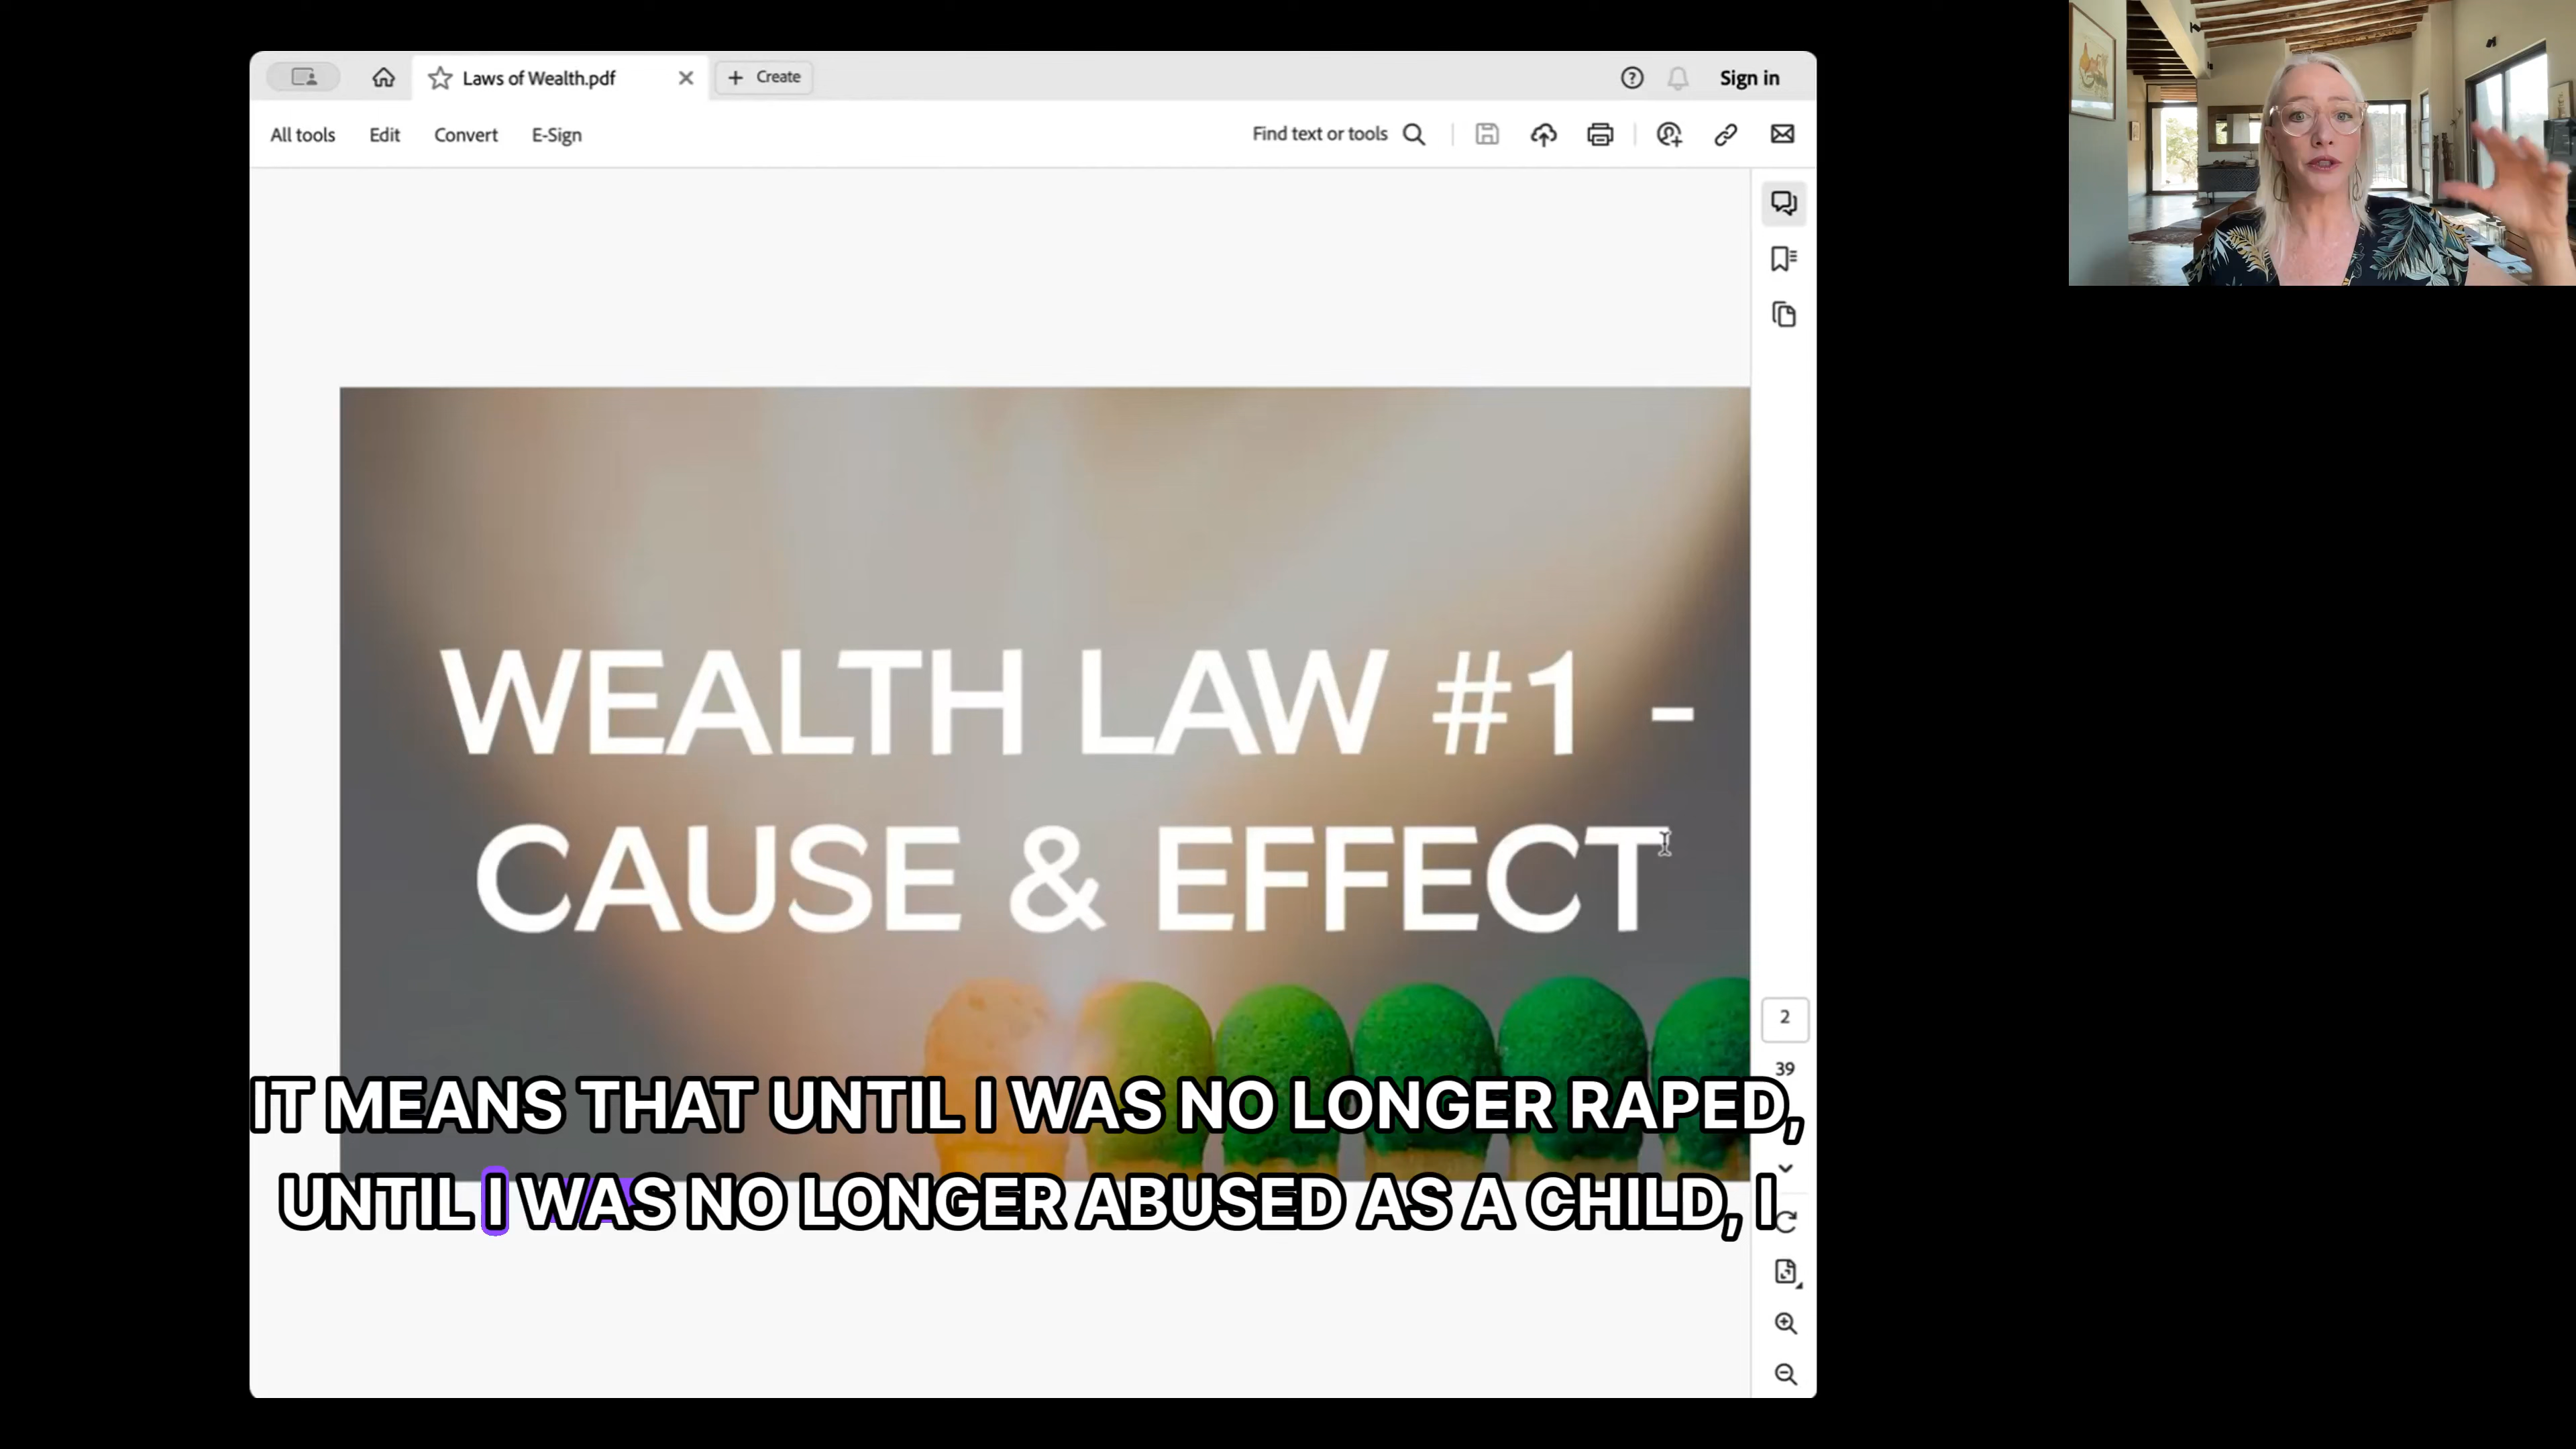 Laws of Wealth.pdf
Create
Sign in
All tools
Edit
Convert
E-Sign
Find text or tools
WEALTH LAW #1 -
CAUSE & EFFECT
2
39
IT MEANS THAT UNTIL I WAS NO LONGER RAPED,
UNTIL I WAS NO LONGER ABUSED AS A CHILD, I